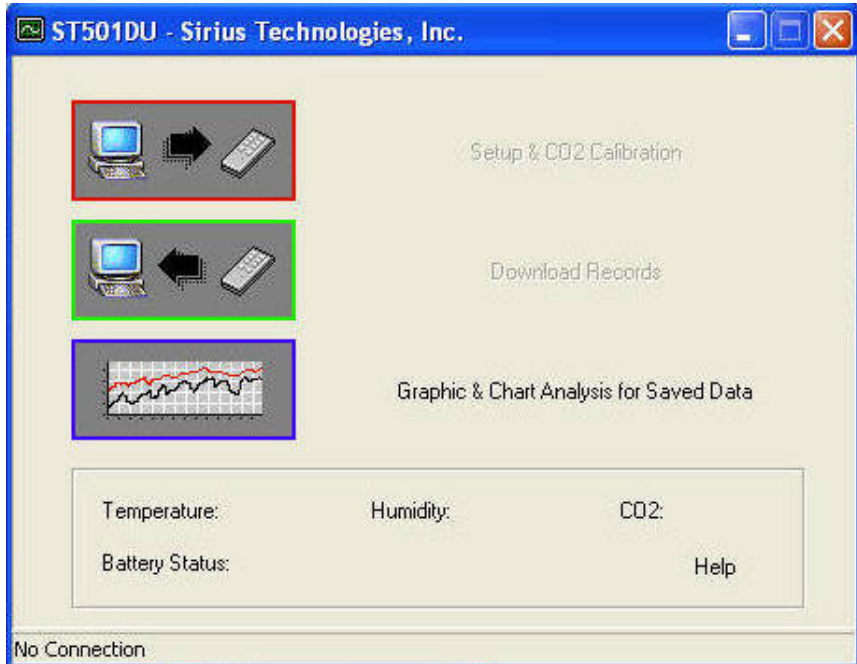 ST501DU - Sirius Technologies, Inc.
Setup & CO2 Calibration
Download Records
Graphic & Chart Analysis for Saved Data
Temperature: Humidity: CO2:
Battery Status: Help
No Connection